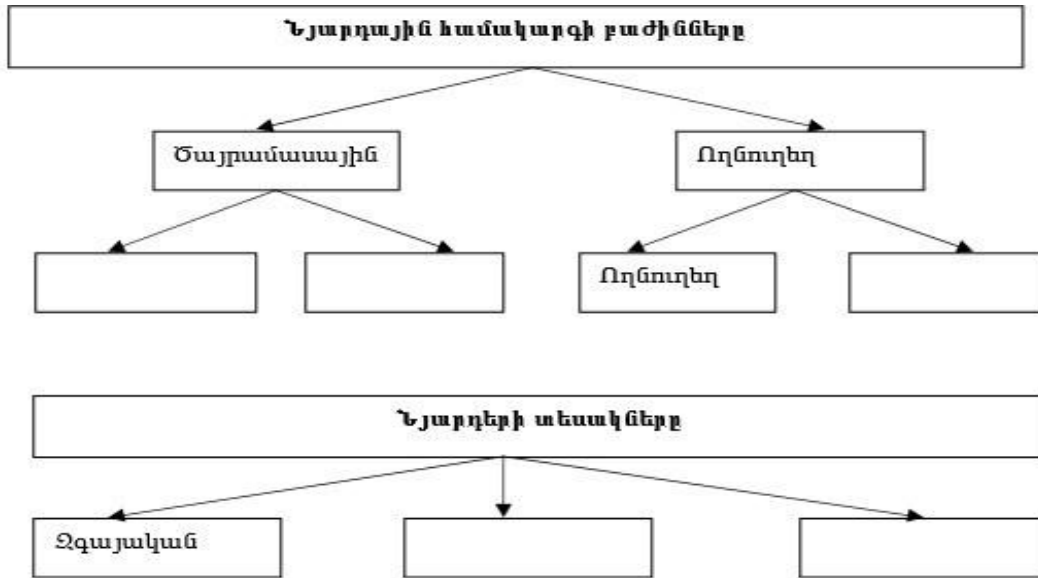 Նյարդային համակարգի բաժինները
Ծայրամասային
Ողնուղեղ
Ողնուղեղ
Նյարդերի տեսակները
Զգայական